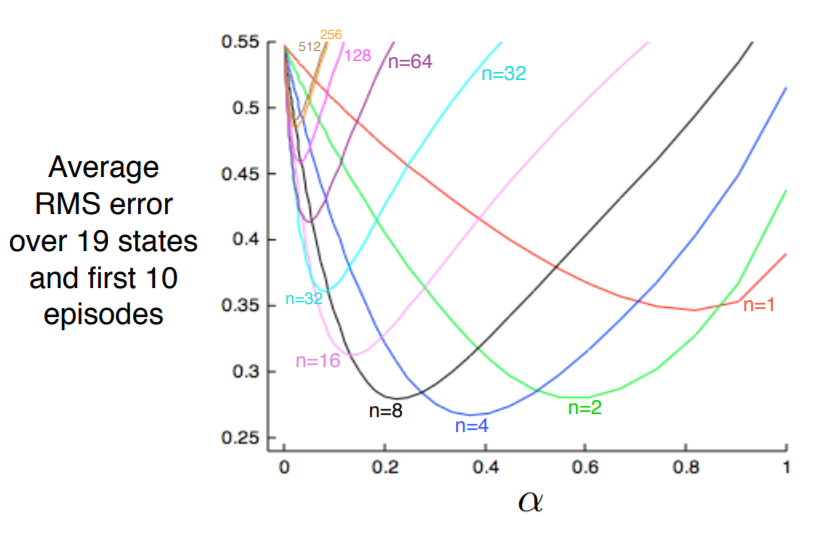 Average
RMS error
over 19 states
and first 10
episodes
0.55
0.5
0.45
0.4
0.35
0.3
0.25
512
256
128
n=64
n=32
n=32
n=16
n=8
n=4
n=2
n=1
0 0.2 0.4 0.6 0.8 1
α